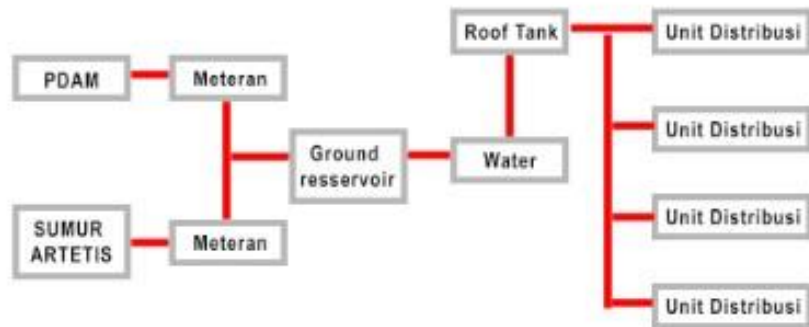 PDAM
Meteran
SUMUR
ARTETIS
Meteran
Ground
resservoir
Water
Roof Tank
Unit Distribusi
Unit Distribusi
Unit Distribusi
Unit Distribusi